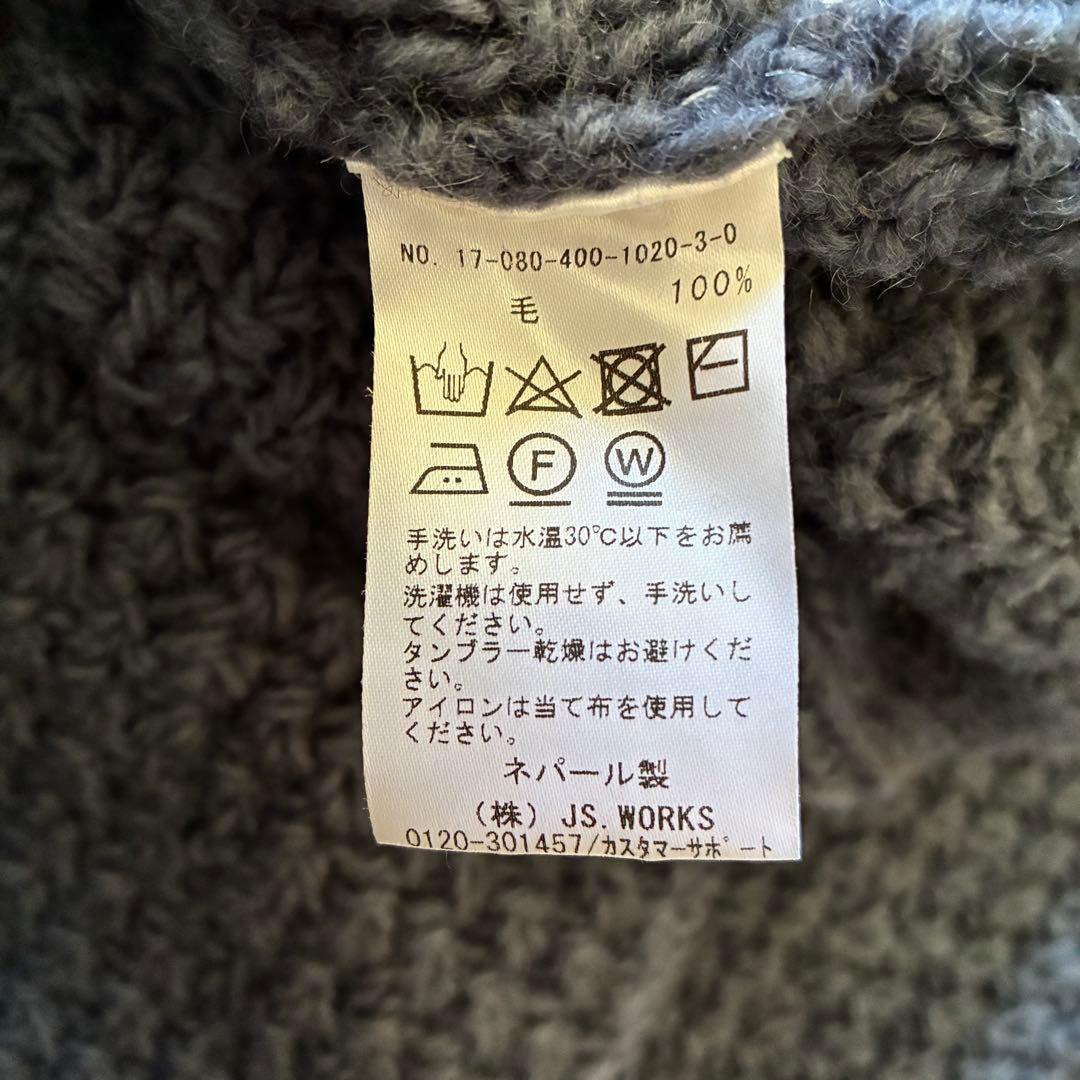 NO. 17-080-400-1020-3-0
毛 100%
F W
手洗いは水温30℃以下をお薦
めします。
洗濯機は使用せず、手洗いし
てください。
タンブラー乾燥はお避けくだ
さい。
アイロンは当て布を使用して
ください。
ネパール製
(株) JS.WORKS
0120-301457/カスタマーサポート